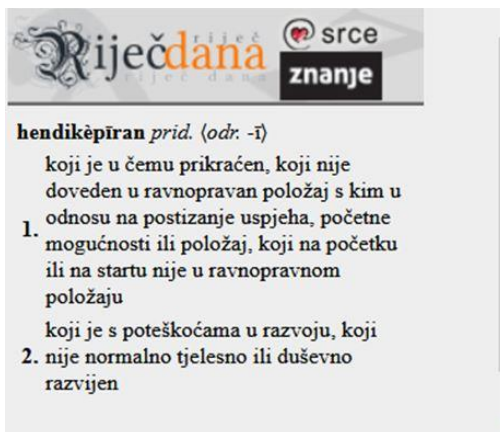 Riječdana
riječ
riječ dana
srce
znanje
hendikèpīran prid. ⟨odr. -ī⟩
koji je u čemu prikraćen, koji nije
doveden u ravnopravan položaj s kim u
1. odnosu na postizanje uspjeha, početne
mogućnosti ili položaj, koji na početku
ili na startu nije u ravnopravnom
položaju
koji je s poteškoćama u razvoju, koji
2. nije normalno tjelesno ili duševno
razvijen